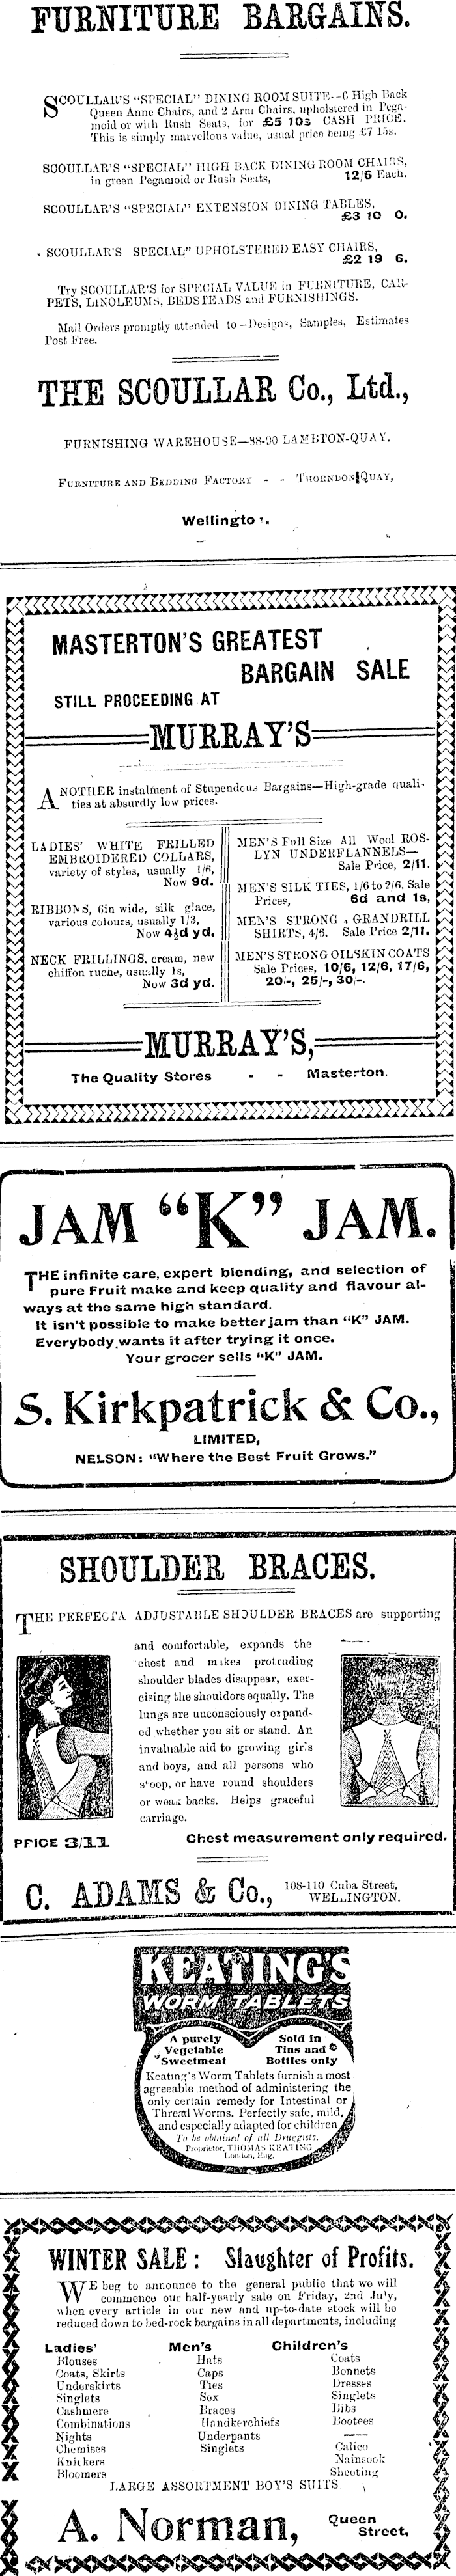 FURNITURE BARGAINS.
SCOULLAR'S "SPECIAL" DINING ROOM SUITE--6 High Back
Queen Anne Chairs, and 2 Arm Chairs, upholstered in Pega-
moid or with Rush Seats, for £5 10s CASH PRICE.
This is simply marvellous value, usual price being £7 15s.
SCOULLAR'S "SPECIAL" HIGH BACK DINING ROOM CHAIRS,
in green Pegamoid or Rush Seats, 12/6 Each.
SCOULLAR'S "SPECIAL" EXTENSION DINING TABLES,
£3 10 0.
SCOULLAR'S SPECIAL" UPHOLSTERED EASY CHAIRS,
£2 19 6.
Try SCOULLAR'S for SPECIAL VALUE in FURNITURE, CAR-
PETS, LINOLEUMS, BEDSTEADS and FURNISHINGS.
Mail Orders promptly attended to—Designs, Samples, Estimates
Post Free.
THE SCOULLAR Co., Ltd.,
FURNISHING WAREHOUSE—88-90 LAMBTON-QUAY.
FURNITURE AND BEDDING FACTORY - - THORNDON QUAY,
Wellington.
MASTERTON'S GREATEST
BARGAIN SALE
STILL PROCEEDING AT
MURRAY'S
ANOTHER instalment of Stupendous Bargains—High-grade quali-
ties at absurdly low prices.
LADIES' WHITE FRILLED
EMBROIDERED COLLARS,
variety of styles, usually 1/6,
Now 9d.
RIBBONS, 6in wide, silk glace,
various colours, usually 1/3,
Now 4½d yd.
NECK FRILLINGS, cream, new
chiffon ruche, usually 1s,
Now 3d yd.
MEN'S Full Size All Wool ROS-
LYN UNDERFLANNELS—
Sale Price, 2/11.
MEN'S SILK TIES, 1/6 to 2/6. Sale
Prices, 6d and 1s,
MEN'S STRONG GRANDRILL
SHIRTS, 4/6. Sale Price 2/11.
MEN'S STRONG OILSKIN COATS
Sale Prices, 10/6, 12/6, 17/6,
20/-, 25/-, 30/-.
MURRAY'S,
The Quality Stores - - Masterton.
JAM "K" JAM.
THE infinite care, expert blending, and selection of
pure Fruit make and keep quality and flavour al-
ways at the same high standard.
It isn't possible to make better jam than "K" JAM.
Everybody wants it after trying it once.
Your grocer sells "K" JAM.
S. Kirkpatrick & Co.,
LIMITED,
NELSON: "Where the Best Fruit Grows."
SHOULDER BRACES.
THE PERFECTA ADJUSTABLE SHOULDER BRACES are supporting
and comfortable, expands the
chest and makes protruding
shoulder blades disappear, exer-
cising the shoulders equally. The
lungs are unconsciously expand-
ed whether you sit or stand. An
invaluable aid to growing girls
and boys, and all persons who
stoop, or have round shoulders
or weak backs. Helps graceful
carriage.
PRICE 3/11
Chest measurement only required.
C. ADAMS & Co., 108-110 Cuba Street,
WELLINGTON.
KEATING'S
WORM TABLETS
A purely
Vegetable
Sweetmeat
Sold in
Tins and
Bottles only
Keating's Worm Tablets furnish a most
agreeable method of administering the
only certain remedy for Intestinal or
Thread Worms. Perfectly safe, mild,
and especially adapted for children
To be obtained of all Druggists.
Proprietor, THOMAS KEATING
London, Eng.
WINTER SALE: Slaughter of Profits.
WE beg to announce to the general public that we will
commence our half-yearly sale on Friday, 2nd July,
when every article in our new and up-to-date stock will be
reduced down to bed-rock bargains in all departments, including
Ladies'
Blouses
Coats, Skirts
Underskirts
Singlets
Cashmere
Combinations
Nights
Chemises
Knickers
Bloomers
Men's
Hats
Caps
Ties
Sox
Braces
Handkerchiefs
Underpants
Singlets
Children's
Coats
Bonnets
Dresses
Singlets
Bibs
Bootees
Calico
Nainsook
Sheeting
LARGE ASSORTMENT BOY'S SUITS
A. Norman, Queen
Street,